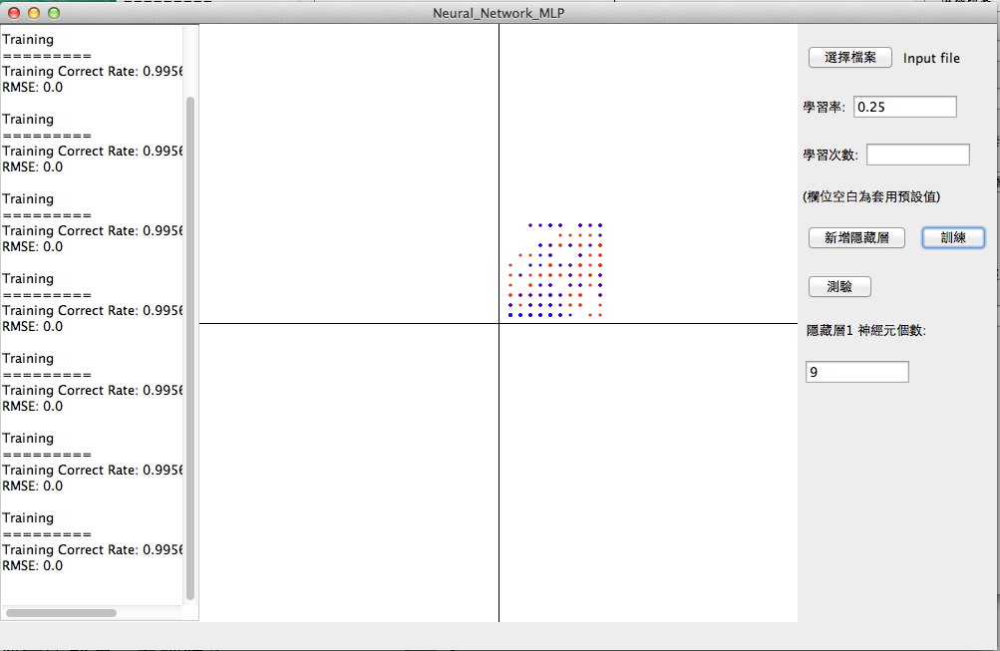 Neural_Network_MLP
Training
=========
Training Correct Rate: 0.9956
RMSE: 0.0
Training
=========
Training Correct Rate: 0.9956
RMSE: 0.0
Training
=========
Training Correct Rate: 0.9956
RMSE: 0.0
Training
=========
Training Correct Rate: 0.9956
RMSE: 0.0
Training
=========
Training Correct Rate: 0.9956
RMSE: 0.0
Training
=========
Training Correct Rate: 0.9956
RMSE: 0.0
Training
=========
Training Correct Rate: 0.9956
RMSE: 0.0
選擇檔案 Input file
學習率: 0.25
學習次數:
(欄位空白為套用預設值)
新增隱藏層 訓練
測驗
隱藏層1 神經元個數:
9